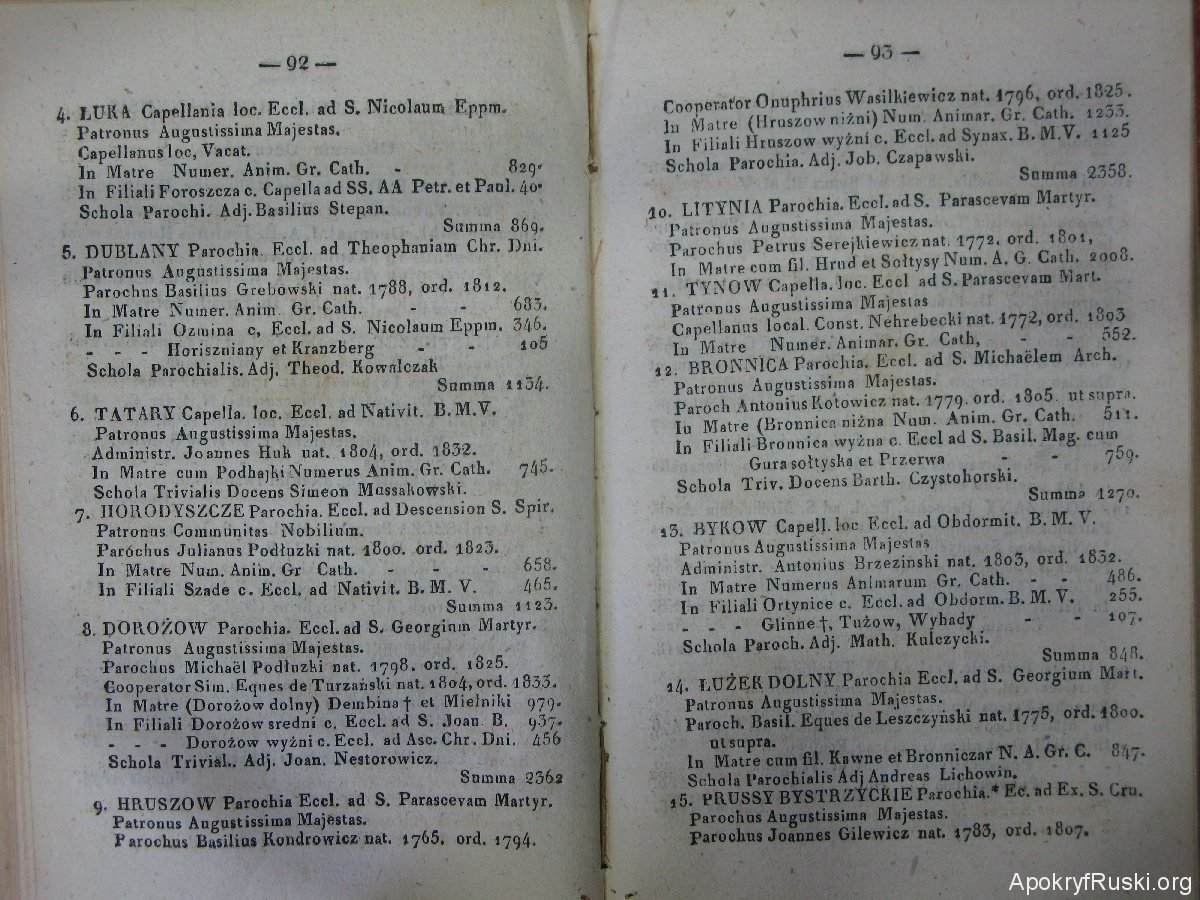 — 92 —
4. ŁUKA Capellania loc. Eccl. ad S. Nicolaum Eppm.
Patronus Augustissima Majestas.
Capellanus loc, Vacat.
In Matre Numer. Anim. Gr. Cath. - 829.
In Filiali Foroszcza c. Capella ad SS. AA Petr. et Paul. 40.
Schola Parochi. Adj. Basilius Stepan.
Summa 869.
5. DUBLANY Parochia. Eccl. ad Theophaniam Chr. Dni.
Patronus Augustissima Majestas.
Parochus Basilius Grebowski nat. 1788, ord. 1812.
In Matre Numer. Anim. Gr. Cath. - - 683.
In Filiali Ozmina c, Eccl. ad S. Nicolaum Eppm. 346.
- - - Horiszniany et Kranzberg - - 105
Schola Parochialis. Adj. Theod. Kowalczak
Summa 1134.
6. TATARY Capella. loc. Eccl. ad Nativit. B. M. V.
Patronus Augustissima Majestas.
Administr. Joannes Huk nat. 1804, ord. 1832.
In Matre cum Podhajki Numerus Anim. Gr. Cath. 745.
Schola Trivialis Docens Simeon Mussakowski.
7. HORODYSZCZE Parochia. Eccl. ad Descension S. Spir.
Patronus Communitas Nobilium.
Parochus Julianus Podłuzki nat. 1800. ord. 1823.
In Matre Num. Anim. Gr Cath. - - - 658.
In Filiali Szade c. Eccl. ad Nativit. B. M. V. 465.
Summa 1123.
8. DOROŻOW Parochia. Eccl. ad S. Georgium Martyr.
Patronus Augustissima Majestas.
Parochus Michaël Podłuzki nat. 1798. ord. 1825.
Cooperator Sim. Eques de Turzański nat. 1804, ord. 1833.
In Matre (Dorożow dolny) Dembina † et Mielniki 979.
In Filiali Dorożow sredni c. Eccl. ad S. Joan B. 937.
- - - Dorożow wyżni c. Eccl. ad Asc. Chr. Dni. 456
Schola Trivial. Adj. Joan. Nestorowicz.
Summa 2362
9. HRUSZOW Parochia Eccl. ad S. Parascevam Martyr.
Patronus Augustissima Majestas.
Parochus Basilius Kondrowicz nat. 1765. ord. 1794.
— 93 —
Cooperator Onuphrius Wasilkiewicz nat. 1796, ord. 1825.
In Matre (Hruszow niżni) Num. Animar. Gr. Cath. 1233.
In Filiali Hruszow wyżni c. Eccl. ad Synax. B. M. V. 1125
Schola Parochia. Adj. Job. Czapawski.
Summa 2358.
10. LITYNIA Parochia. Eccl. ad S. Parascevam Martyr.
Patronus Augustissima Majestas.
Parochus Petrus Serejkiewicz nat. 1772. ord. 1801,
In Matre cum fil. Hrud et Sołtysy Num. A. G. Cath. 2008.
11. TYNOW Capella. loc. Eccl ad S. Parascevam Mart.
Patronus Augustissima Majestas
Capellanus local. Const. Nehrebecki nat. 1772, ord. 1803
In Matre Numer. Animar. Gr. Cath, - - 552.
12. BRONNICA Parochia. Eccl. ad S. Michaëlem Arch.
Patronus Augustissima Majestas.
Paroch Antonius Kotowicz nat. 1779. ord. 1805. ut supra.
In Matre (Bronnica niżna Num. Anim. Gr. Cath. 511.
In Filiali Bronnica wyżna c. Eccl ad S. Basil. Mag. cum
Gura sołtyska et Przerwa - - 759.
Schola Triv. Docens Barth. Czystohorski.
Summa 1270.
13. BYKOW Capell. loc Eccl. ad Obdormit. B. M. V.
Patronus Augustissima Majestas
Administr. Antonius Brzezinski nat. 1803, ord. 1832.
In Matre Numerus Animarum Gr. Cath. - - 486.
In Filiali Ortynice c. Eccl. ad Obdorm. B. M. V. 255.
- - - Glinne †, Tużow, Wyhady - - 107.
Schola Paroch. Adj. Math. Kulczycki.
Summa 848.
14. ŁUŻEK DOLNY Parochia Eccl. ad S. Georgium Mart.
Patronus Augustissima Majestas.
Paroch. Basil. Eques de Leszczyński nat. 1775, ord. 1800.
ut supra.
In Matre cum fil. Kawne et Bronniczar N. A. Gr. C. 847.
Schola Parochialis Adj Andreas Lichowin.
15. PRUSSY BYSTRZYCKIE Parochia.* Ec. ad Ex. S. Cru.
Parochus Augustissima Majestas.
Parochus Joannes Gilewicz nat. 1783, ord. 1807.
ApokryfRuski.org